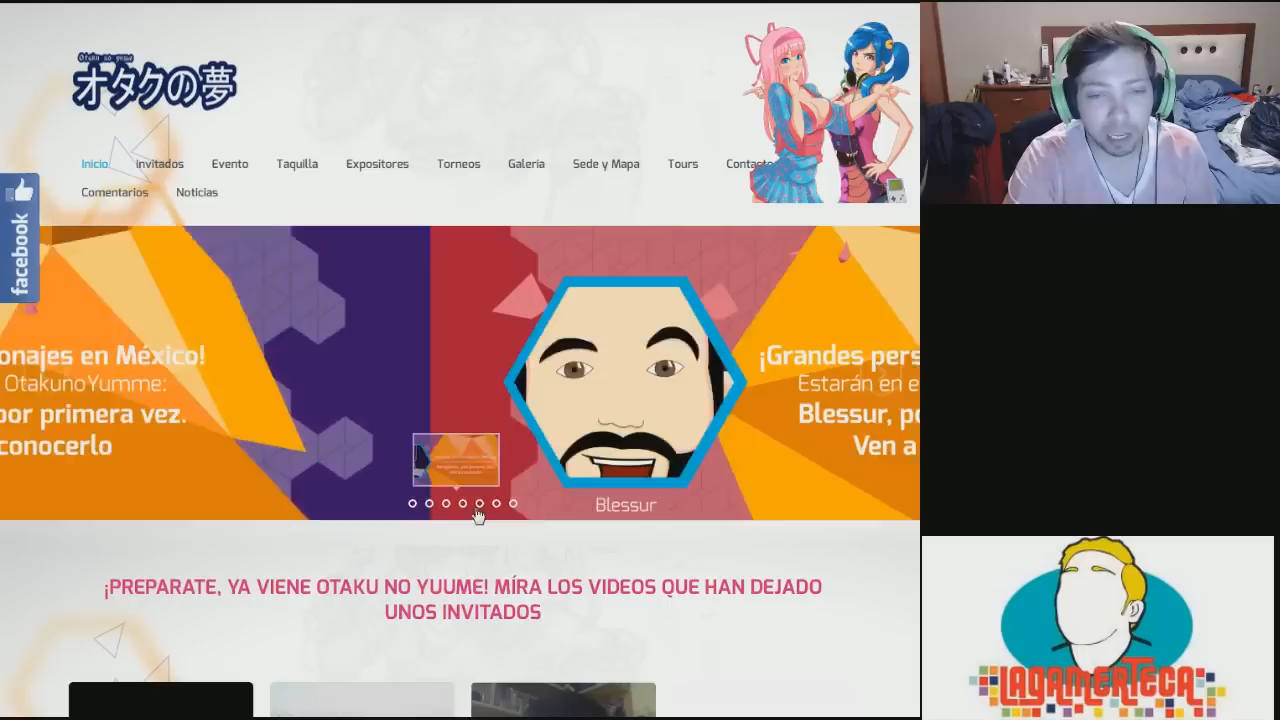 Otaku no yume
オタクの夢
Inicio
Invitados
Evento
Taquilla
Expositores
Torneos
Galería
Sede y Mapa
Tours
Contacto
Comentarios
Noticias
facebook
onajes en México!
OtakunoYumme:
por primera vez.
conocerlo
¡Grandes pers
Estarán en e
Blessur, po
Ven a
Blessur
¡PREPARATE, YA VIENE OTAKU NO YUUME! MÍRA LOS VIDEOS QUE HAN DEJADO
UNOS INVITADOS
LAGAMERTECA